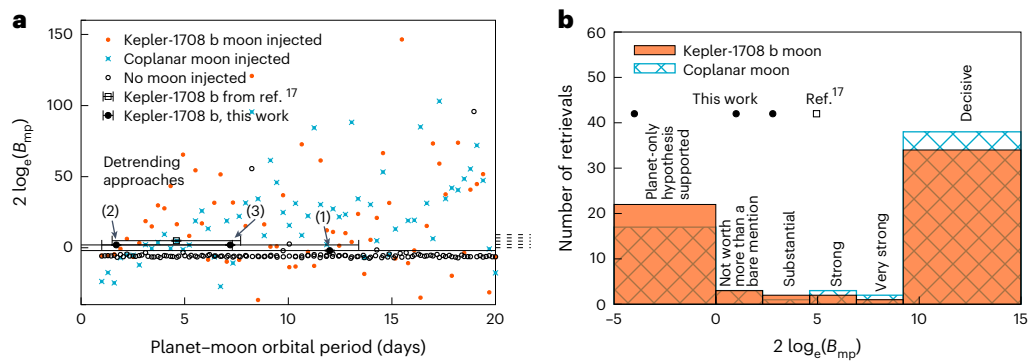 a
150
100
50
0
2 log_e(B_mp)
Kepler-1708 b moon injected
Coplanar moon injected
No moon injected
Kepler-1708 b from ref. 17
Kepler-1708 b, this work
Detrending
approaches
(2)
(3)
(1)
0
5
10
15
20
Planet–moon orbital period (days)
b
60
50
40
30
20
10
0
Number of retrievals
Kepler-1708 b moon
Coplanar moon
This work
Ref.17
Planet-only
hypothesis
supported
Not worth
more than a
bare mention
Substantial
Strong
Very strong
Decisive
−5
0
5
10
15
2 log_e(B_mp)